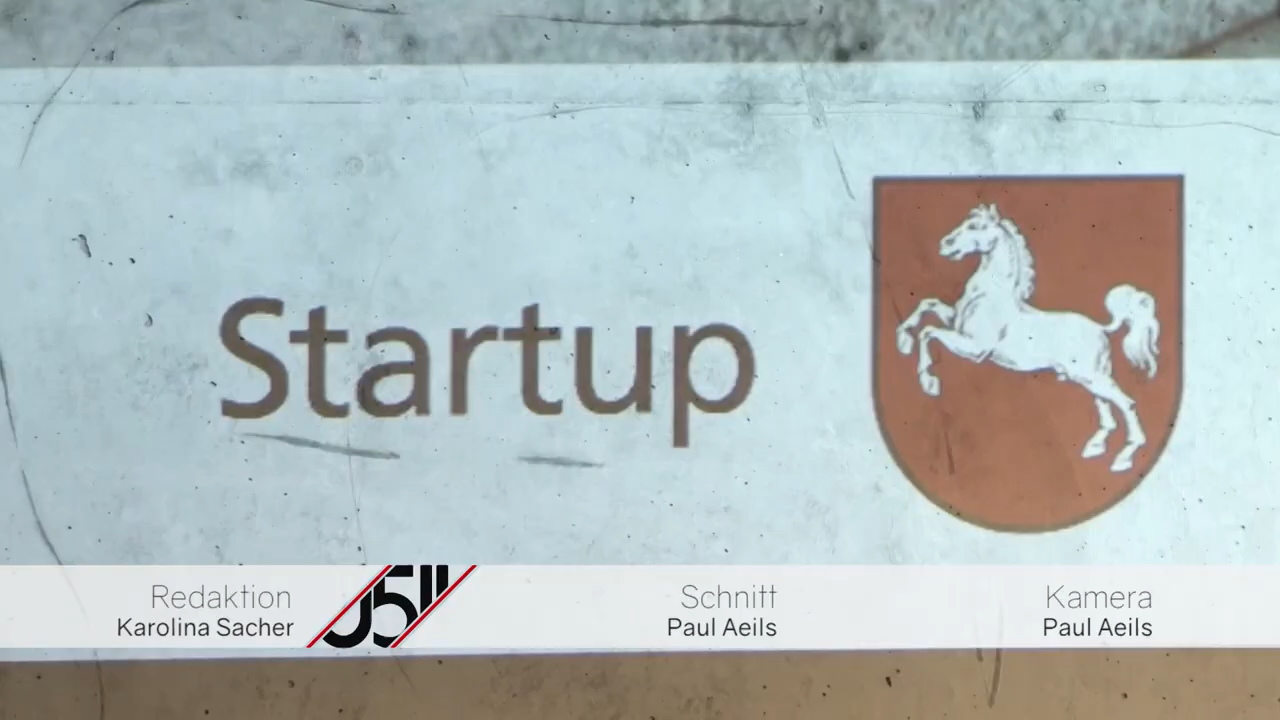 Startup
Redaktion
Karolina Sacher
Schnitt
Paul Aeils
Kamera
Paul Aeils